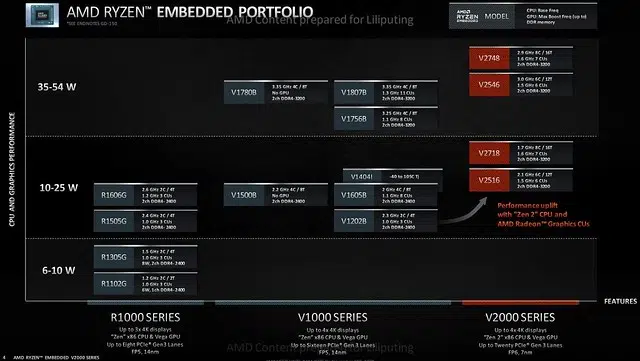 AMD RYZEN™ EMBEDDED PORTFOLIO
AMD Content prepared for Liliputing
AMD RYZEN EMBEDDED
MODEL
CPU: Base Freq
GPU: Max Boost Freq (up to)
DDR memory
CPU AND GRAPHICS PERFORMANCE
35-54 W
V1780B
3.35 GHz 4C / 8T
No GPU
2ch DDR4-3200
V1807B
3.35 GHz 4C / 8T
1.3 GHz 11 CUs
2ch DDR4-3200
V1756B
3.25 GHz 4C / 8T
1.1 GHz 8 CUs
2ch DDR4-3200
V2748
2.9 GHz 8C / 16T
1.6 GHz 7 CUs
2ch DDR4-3200
V2546
3.0 GHz 6C / 12T
1.5 GHz 6 CUs
2ch DDR4-3200
10-25 W
R1606G
2.6 GHz 2C / 4T
1.2 GHz 3 CUs
2ch DDR4-2400
R1505G
2.4 GHz 2C / 4T
1.0 GHz 3 CUs
2ch DDR4-2400
V1500B
2.2 GHz 4C / 8T
No GPU
2ch DDR4-2400
V1404I
-40 to 105C Tj
V1605B
2 GHz 4C / 8T
1.1 GHz 8 CUs
2ch DDR4-2400
V1202B
2.3 GHz 2C / 4T
1.0 GHz 3 CUs
2ch DDR4-2400
V2718
1.7 GHz 8C / 16T
1.6 GHz 7 CUs
2ch DDR4-3200
V2516
2.1 GHz 6C / 12T
1.5 GHz 6 CUs
2ch DDR4-3200
Performance uplift
with "Zen 2" CPU and
AMD Radeon™ Graphics CUs
6-10 W
R1305G
1.5 GHz 2C / 4T
1.0 GHz 3 CUs
8W, 2ch DDR4-2400
R1102G
1.2 GHz 2C / 2T
1.0 GHz 3 CUs
6W, 1ch DDR4-2400
FEATURES
R1000 SERIES
Up to 3x 4K displays
"Zen" x86 CPU & Vega GPU
Up to Eight PCIe® Gen3 Lanes
FP5, 14nm
V1000 SERIES
Up to 4x 4K displays
"Zen" x86 CPU & Vega GPU
Up to Sixteen PCIe® Gen 3 Lanes
FP5, 14nm
V2000 SERIES
Up to 4x 4K displays
"Zen 2" x86 CPU & Vega GPU
Up to Twenty PCIe® Gen 3 Lanes
FP6, 7nm
AMD Content prepared for Liliputing
4 AMD RYZEN™ EMBEDDED V2000 SERIES